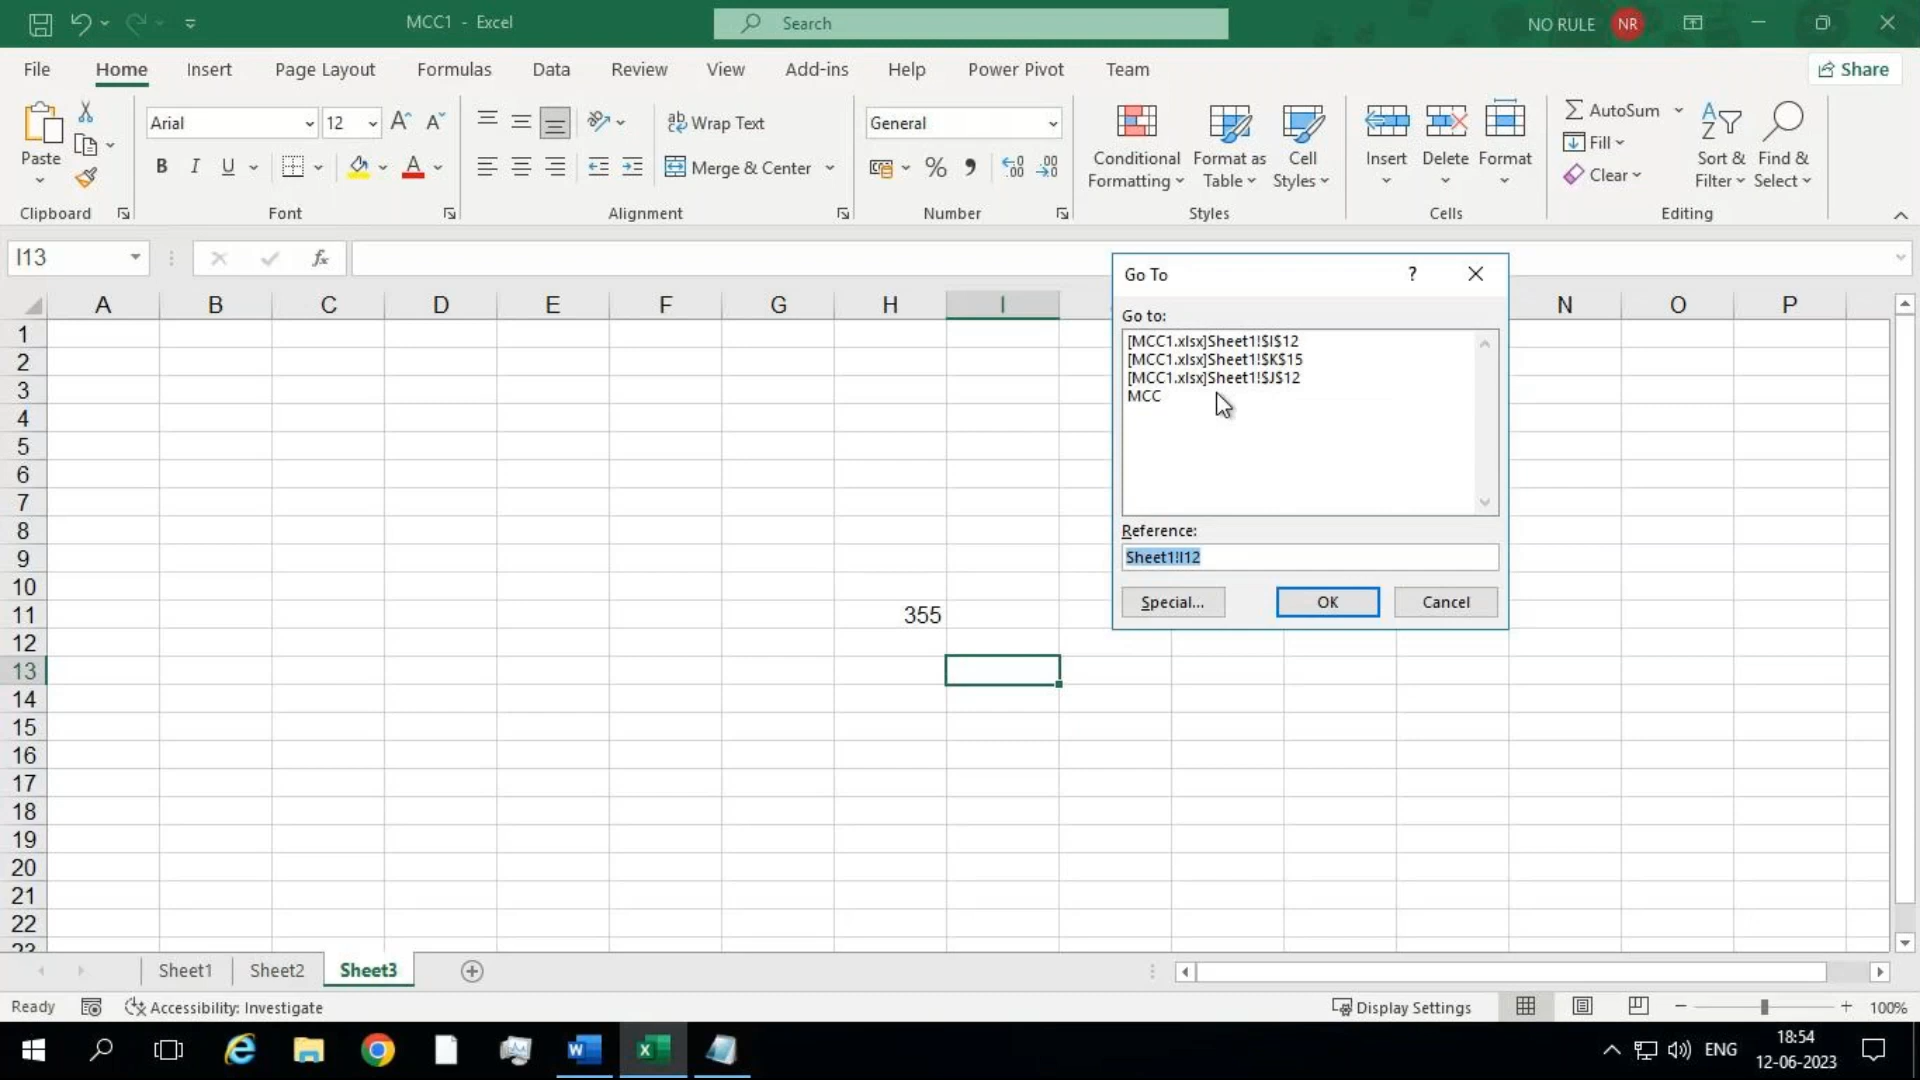 MCC1 - Excel
Search
NO RULE
NR
File
Home
Insert
Page Layout
Formulas
Data
Review
View
Add-ins
Help
Power Pivot
Team
Share
Paste
Clipboard
Arial
12
B I U
Font
Wrap Text
Merge & Center
Alignment
General
%
Number
Conditional
Formatting
Format as
Table
Cell
Styles
Styles
Insert
Delete
Format
Cells
AutoSum
Fill
Clear
Sort &
Filter
Find &
Select
Editing
I13
fx
A B C D E F G H I N O P
1
2
3
4
5
6
7
8
9
10
11 355
12
13
14
15
16
17
18
19
20
21
22
23
Go To
?
Go to:
[MCC1.xlsx]Sheet1!$I$12
[MCC1.xlsx]Sheet1!$K$15
[MCC1.xlsx]Sheet1!$J$12
MCC
Reference:
Sheet1!I12
Special...
OK
Cancel
Sheet1
Sheet2
Sheet3
Ready
Accessibility: Investigate
Display Settings
100%
ENG
18:54
12-06-2023